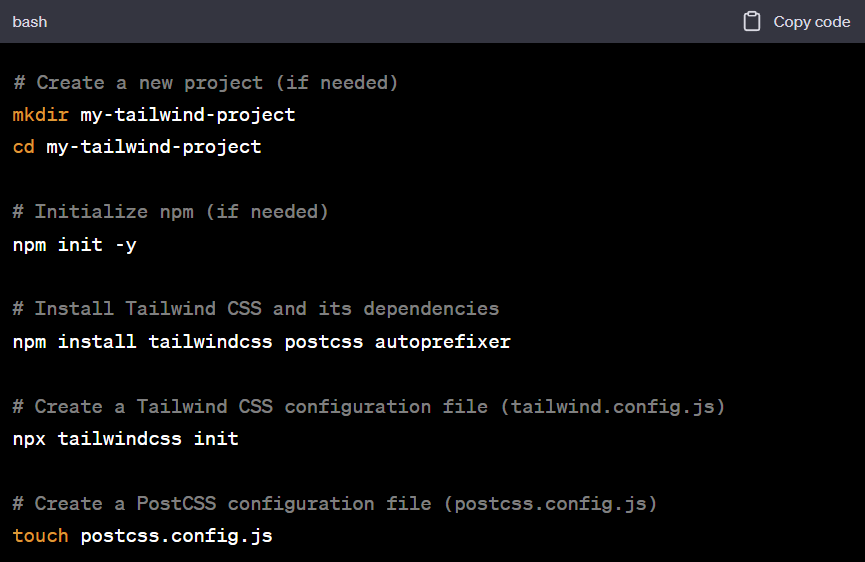 bash
Copy code
# Create a new project (if needed)
mkdir my-tailwind-project
cd my-tailwind-project
# Initialize npm (if needed)
npm init -y
# Install Tailwind CSS and its dependencies
npm install tailwindcss postcss autoprefixer
# Create a Tailwind CSS configuration file (tailwind.config.js)
npx tailwindcss init
# Create a PostCSS configuration file (postcss.config.js)
touch postcss.config.js